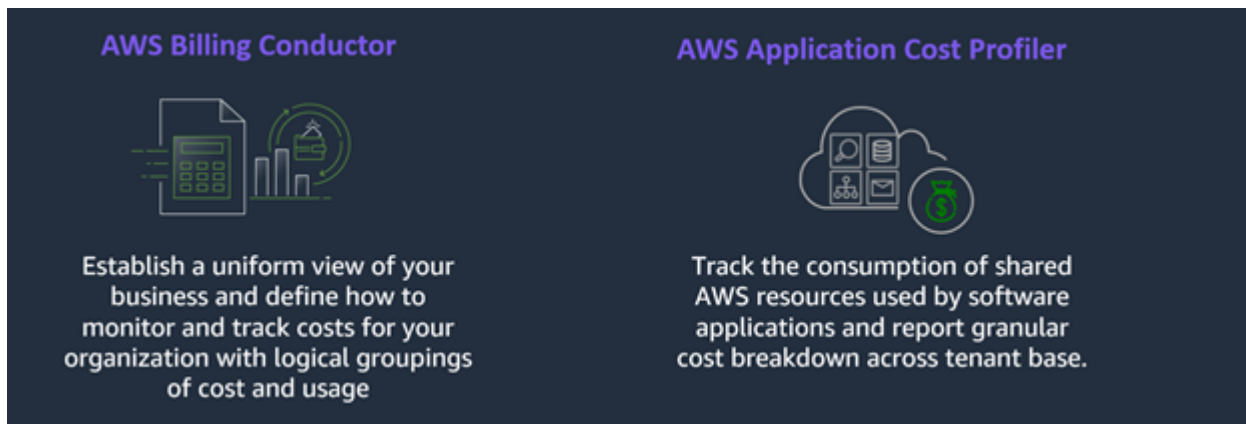 AWS Billing Conductor
Establish a uniform view of your
business and define how to
monitor and track costs for your
organization with logical groupings
of cost and usage
AWS Application Cost Profiler
$
Track the consumption of shared
AWS resources used by software
applications and report granular
cost breakdown across tenant base.